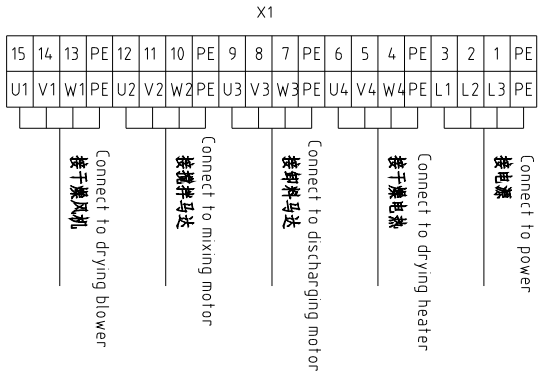 X1
15 14 13 PE 12 11 10 PE 9 8 7 PE 6 5 4 PE 3 2 1 PE
U1 V1 W1 PE U2 V2 W2 PE U3 V3 W3 PE U4 V4 W4 PE L1 L2 L3 PE
接干燥风机
Connect to drying blower
接搅拌马达
Connect to mixing motor
接卸料马达
Connect to discharging motor
接干燥电热
Connect to drying heater
接电源
Connect to power